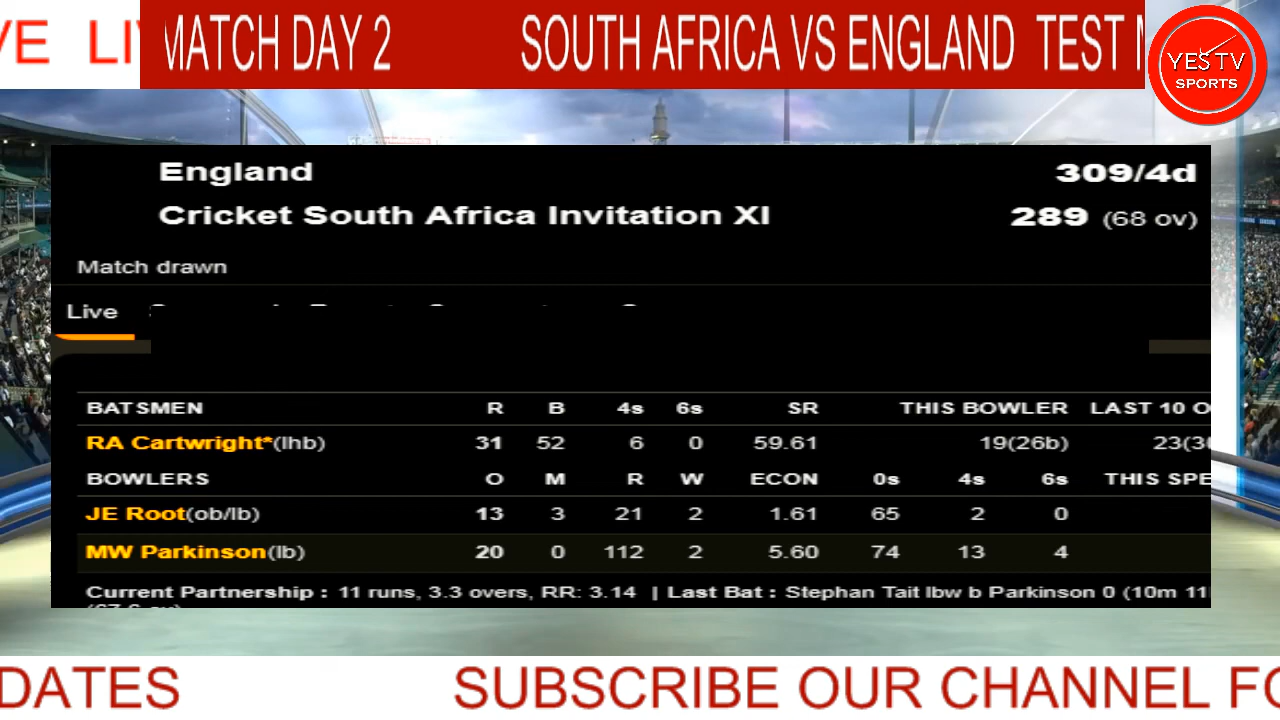 VE LI
MATCH DAY 2 SOUTH AFRICA VS ENGLAND TEST
YES TV
SPORTS
England 309/4d
Cricket South Africa Invitation XI 289 (68 ov)
Match drawn
Live
BATSMEN R B 4s 6s SR THIS BOWLER LAST 10 O
RA Cartwright*(lhb) 31 52 6 0 59.61 19(26b) 23(3
BOWLERS O M R W ECON 0s 4s 6s THIS SPE
JE Root(ob/lb) 13 3 21 2 1.61 65 2 0
MW Parkinson(lb) 20 0 112 2 5.60 74 13 4
Current Partnership : 11 runs, 3.3 overs, RR: 3.14 | Last Bat : Stephan Tait lbw b Parkinson 0 (10m 11
DATES SUBSCRIBE OUR CHANNEL FO